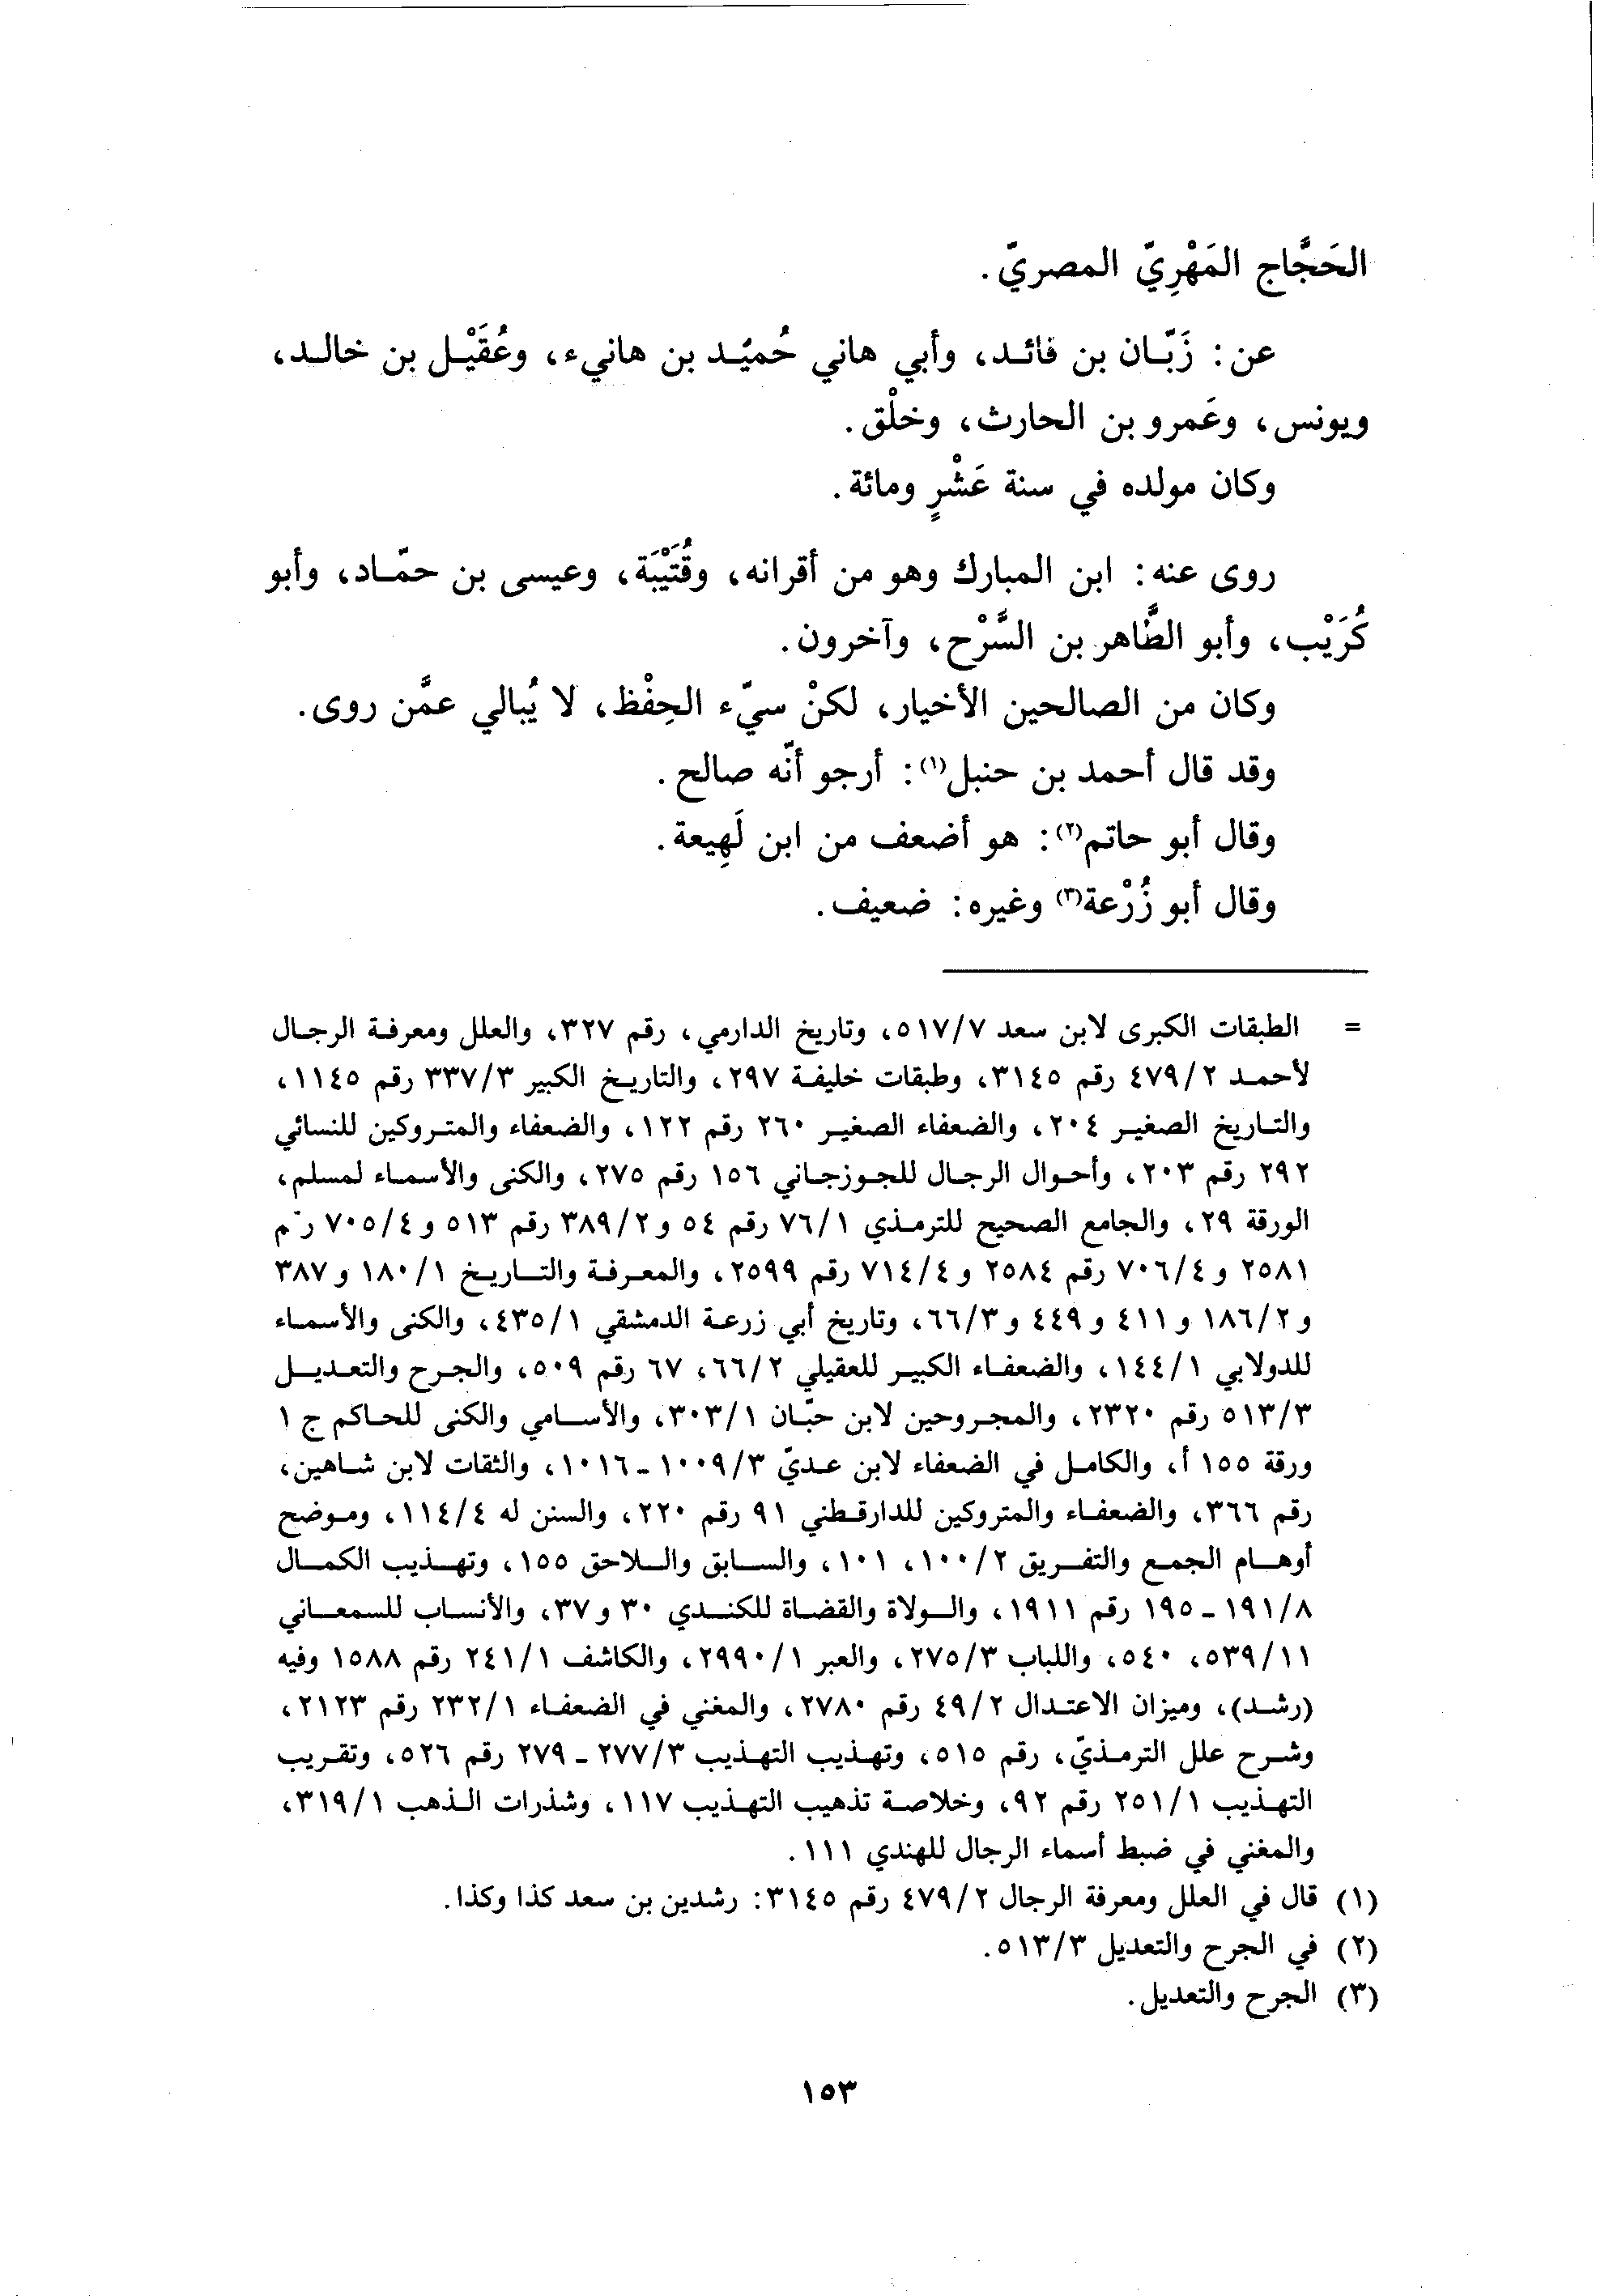 الحَجَّاج المَهْرِيّ المصريّ.
عن: زَبّان بن فائد، وأبي هاني حُميْد بن هانيء، وعُقَيْل بن خالد،
ويونس، وعَمرو بن الحارث، وخلْق.
وكان مولده في سنة عَشْرٍ ومائة.
روى عنه: ابن المبارك وهو من أقرانه، وقُتَيْبَة، وعيسى بن حمّاد، وأبو
كُرَيْب، وأبو الطَّاهر بن السَّرْح، وآخرون.
وكان من الصالحين الأخيار، لكنْ سيّء الحِفْظ، لا يُبالي عمَّن روى.
وقد قال أحمد بن حنبل(١): أرجو أنّه صالح.
وقال أبو حاتم(٢): هو أضعف من ابن لَهِيعة.
وقال أبو زُرْعة(٣) وغيره: ضعيف.
= الطبقات الكبرى لابن سعد ٥١٧/٧، وتاريخ الدارمي، رقم ٣٢٧، والعلل ومعرفة الرجال
لأحمد ٤٧٩/٢ رقم ٣١٤٥، وطبقات خليفة ٢٩٧، والتاريخ الكبير ٣٣٧/٣ رقم ١١٤٥،
والتاريخ الصغير ٢٠٤، والضعفاء الصغير ٢٦٠ رقم ١٢٢، والضعفاء والمتروكين للنسائي
٢٩٢ رقم ٢٠٣، وأحوال الرجال للجوزجاني ١٥٦ رقم ٢٧٥، والكنى والأسماء لمسلم،
الورقة ٢٩، والجامع الصحيح للترمذي ٧٦/١ رقم ٥٤ و٣٨٩/٢ رقم ٥١٣ و٧٠٥/٤ رقم
٢٥٨١ و٧٠٦/٤ رقم ٢٥٨٤ و٧١٤/٤ رقم ٢٥٩٩، والمعرفة والتاريخ ١٨٠/١ و٣٨٧
و١٨٦/٢ و٤١١ و٤٤٩ و٦٦/٣، وتاريخ أبي زرعة الدمشقي ٤٣٥/١، والكنى والأسماء
للدولابي ١٤٤/١، والضعفاء الكبير للعقيلي ٦٦/٢، ٦٧ رقم ٥٠٩، والجرح والتعديل
٥١٣/٣ رقم ٢٣٢٠، والمجروحين لابن حبّان ٣٠٣/١، والأسامي والكنى للحاكم ج ١
ورقة ١٥٥ أ، والكامل في الضعفاء لابن عديّ ١٠٠٩/٣ - ١٠١٦، والثقات لابن شاهين،
رقم ٣٦٦، والضعفاء والمتروكين للدارقطني ٩١ رقم ٢٢٠، والسنن له ١١٤/٤، وموضح
أوهام الجمع والتفريق ١٠٠/٢، ١٠١، والسابق واللاحق ١٥٥، وتهذيب الكمال
١٩١/٨ - ١٩٥ رقم ١٩١١، والولاة والقضاة للكندي ٣٠ و٣٧، والأنساب للسمعاني
٥٣٩/١١، ٥٤٠، واللباب ٢٧٥/٣، والعبر ٢٩٩٠/١، والكاشف ٢٤١/١ رقم ١٥٨٨ وفيه
(رشد)، وميزان الاعتدال ٤٩/٢ رقم ٢٧٨٠، والمغني في الضعفاء ٢٣٢/١ رقم ٢١٢٣،
وشرح علل الترمذيّ، رقم ٥١٥، وتهذيب التهذيب ٢٧٧/٣ - ٢٧٩ رقم ٥٢٦، وتقريب
التهذيب ٢٥١/١ رقم ٩٢، وخلاصة تذهيب التهذيب ١١٧، وشذرات الذهب ٣١٩/١،
والمغني في ضبط أسماء الرجال للهندي ١١١.
(١) قال في العلل ومعرفة الرجال ٤٧٩/٢ رقم ٣١٤٥: رشدين بن سعد كذا وكذا.
(٢) في الجرح والتعديل ٥١٣/٣.
(٣) الجرح والتعديل.
١٥٣